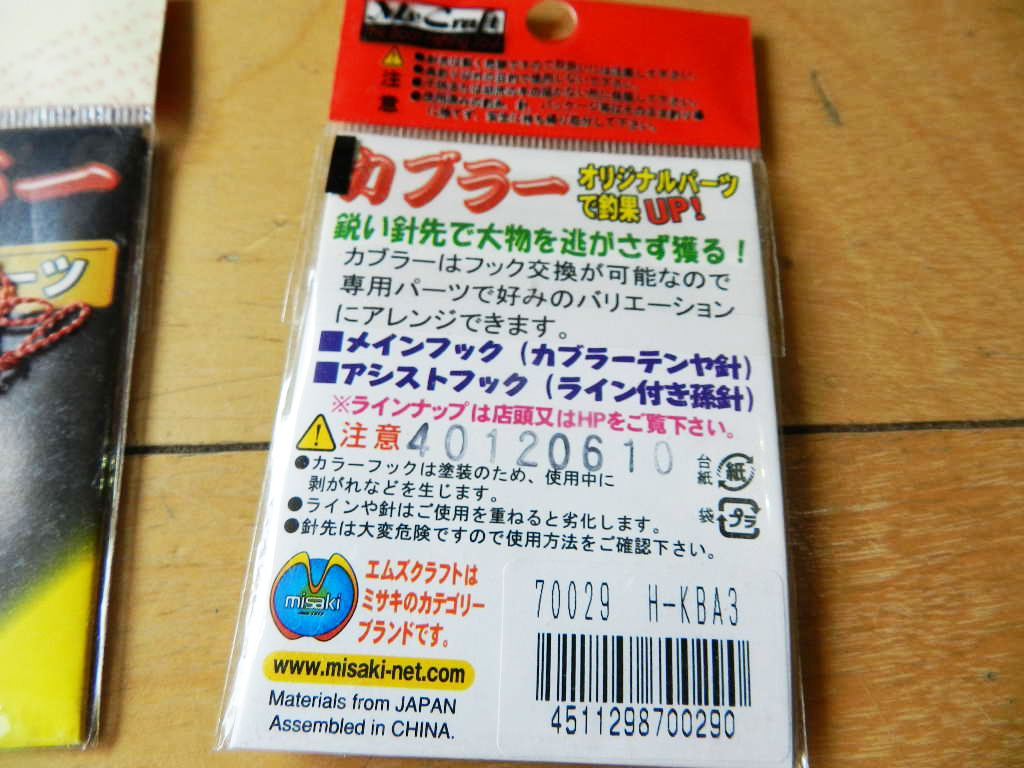 Ms Craft
注意
カブラー
オリジナルパーツ
で釣果UP!
鋭い針先で大物を逃がさず獲る!
カブラーはフック交換が可能なので
専用パーツで好みのバリエーション
にアレンジできます。
■メインフック(カブラーテンヤ針)
■アシストフック(ライン付き孫針)
※ラインナップは店頭又はHPをご覧下さい。
注意
40120610
●カラーフックは塗装のため、使用中に
剥がれなどを生じます。
●ラインや針はご使用を重ねると劣化します。
●針先は大変危険ですので使用方法をご確認下さい。
台紙 紙
袋 プラ
misaki
エムズクラフトは
ミサキのカテゴリー
ブランドです。
www.misaki-net.com
Materials from JAPAN
Assembled in CHINA.
70029 H-KBA3
4511298700290
ラー
ーツ